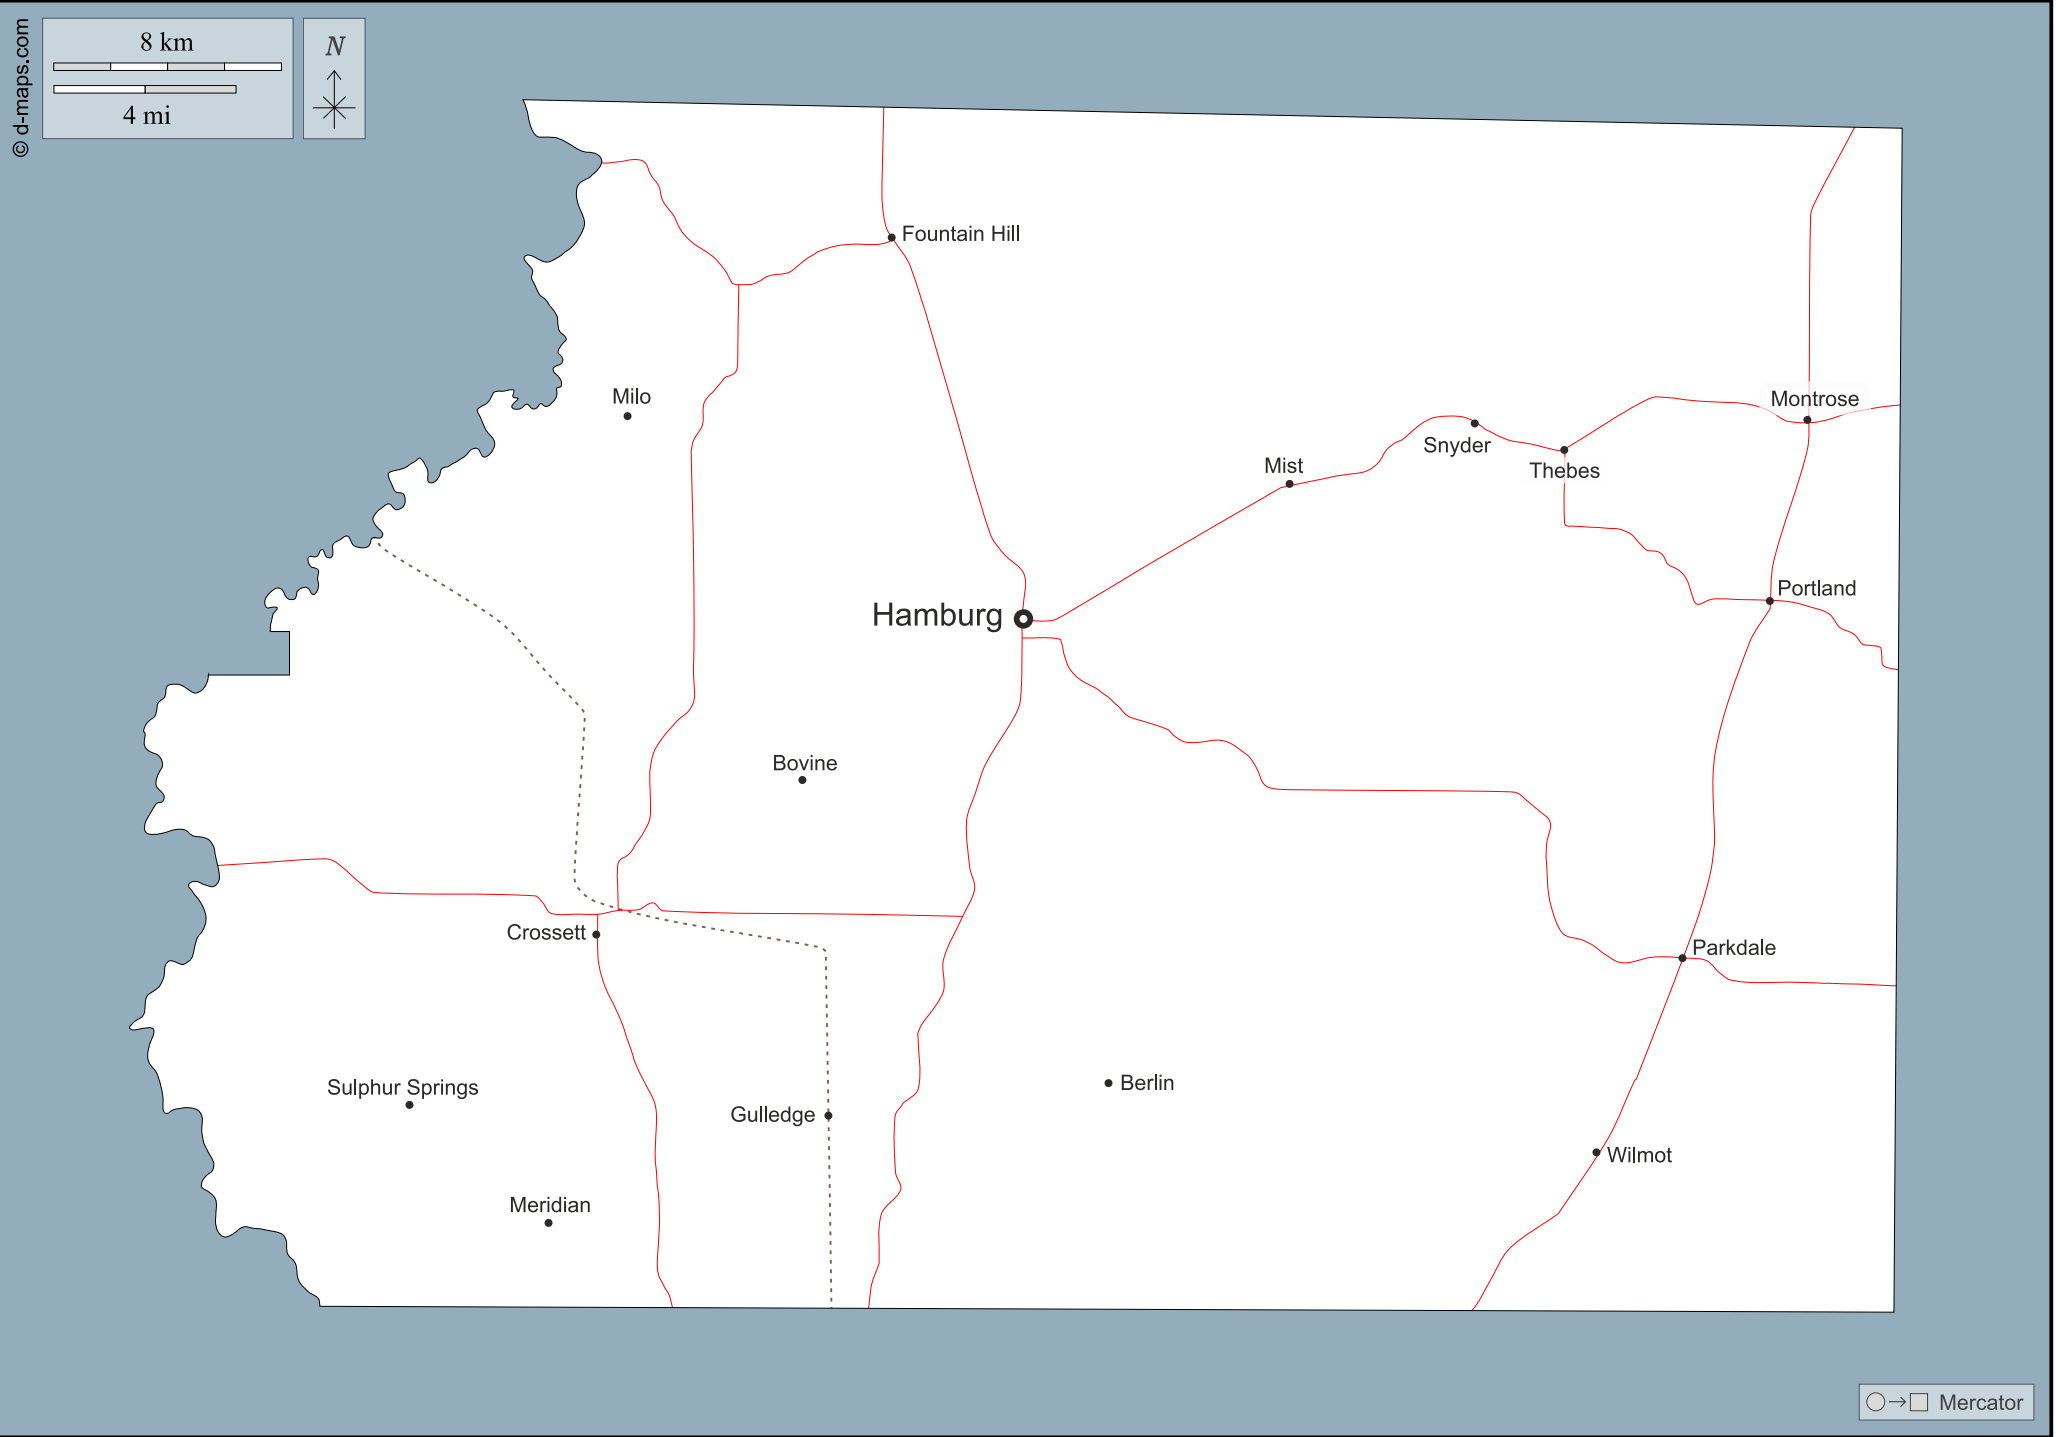 © d-maps.com
8 km
4 mi
N
Fountain Hill
Milo
Montrose
Snyder
Mist
Thebes
Portland
Hamburg
Bovine
Crossett
Parkdale
Sulphur Springs
Berlin
Gulledge
Wilmot
Meridian
Mercator